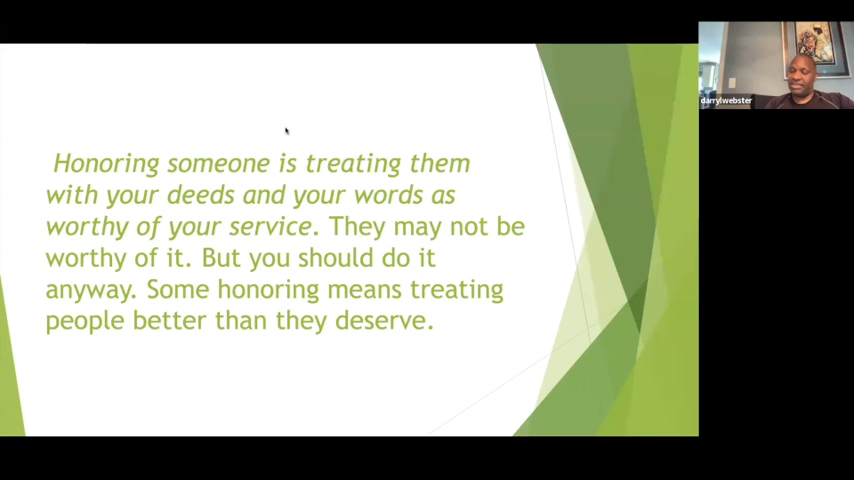 Honoring someone is treating them
with your deeds and your words as
worthy of your service. They may not be
worthy of it. But you should do it
anyway. Some honoring means treating
people better than they deserve.
darrylwebster